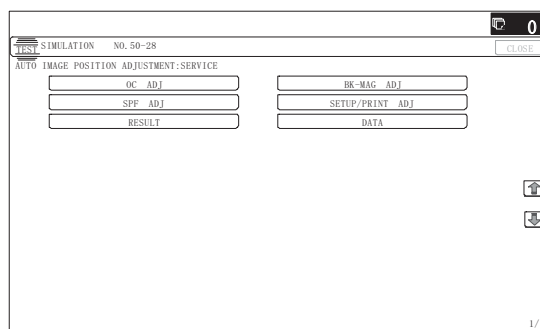 0
TEST SIMULATION NO. 50-28
CLOSE
AUTO IMAGE POSITION ADJUSTMENT:SERVICE
OC ADJ BK-MAG ADJ
SPF ADJ SETUP/PRINT ADJ
RESULT DATA
1/